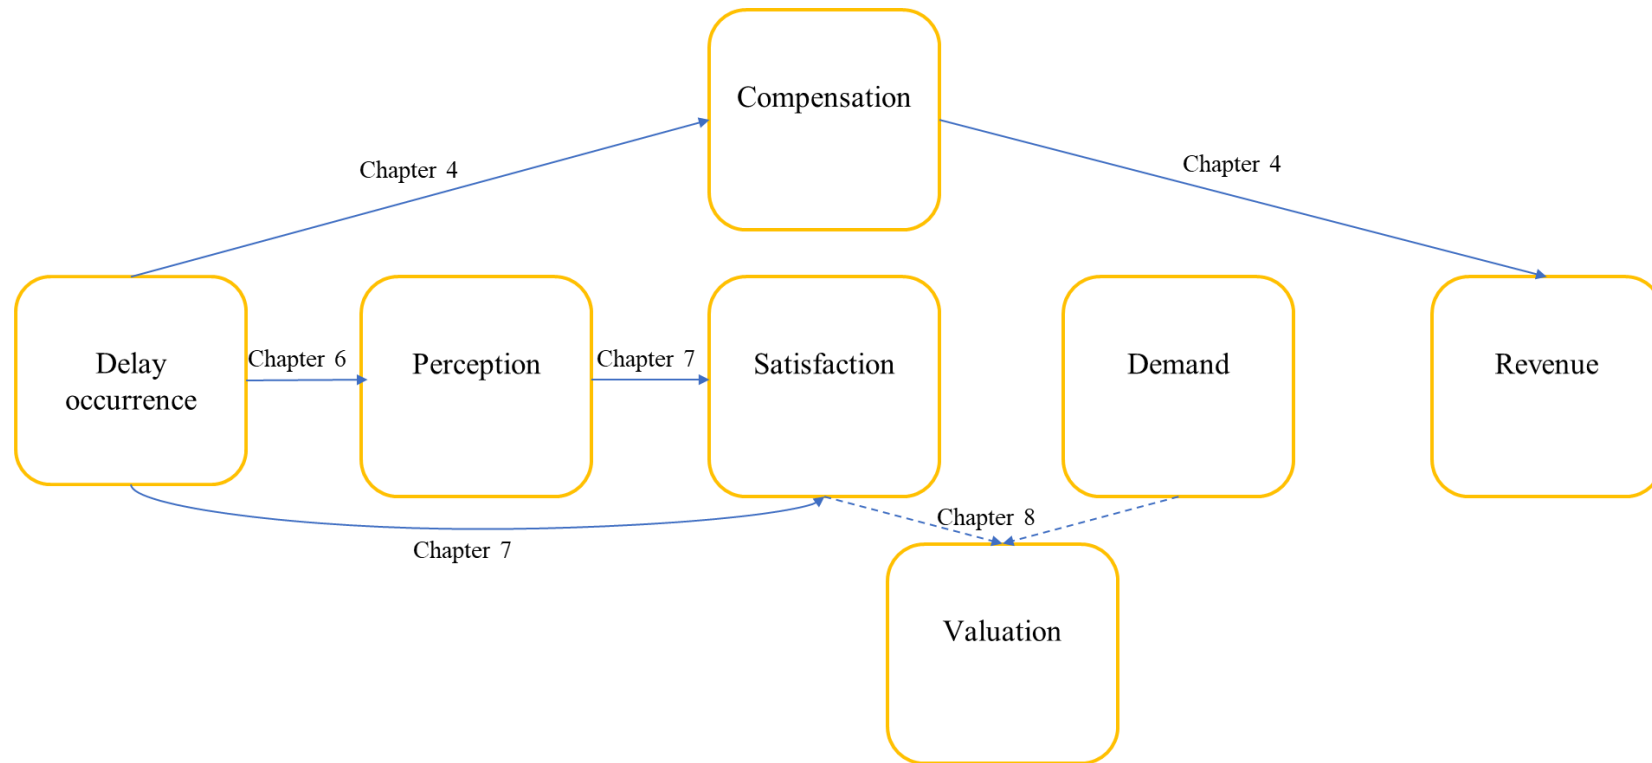 Compensation
Chapter 4
Chapter 4
Delay
occurrence
Chapter 6
Perception
Chapter 7
Satisfaction
Demand
Revenue
Chapter 7
Chapter 8
Valuation